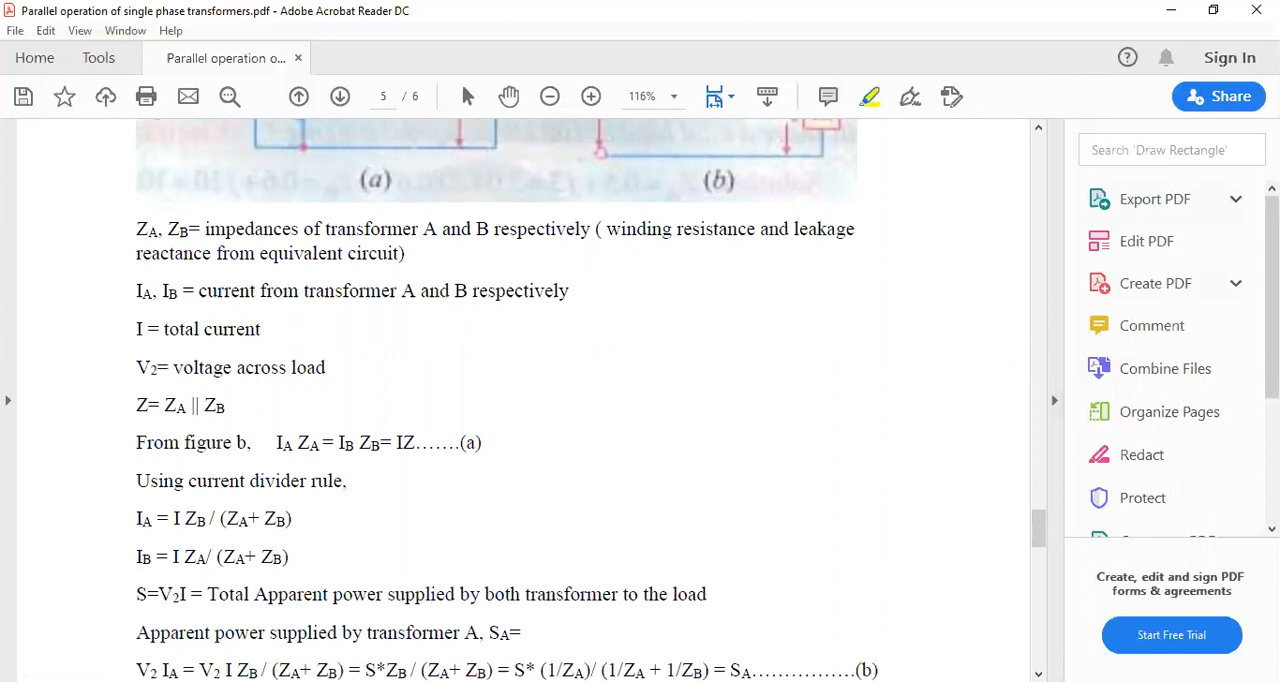 Parallel operation of single phase transformers.pdf - Adobe Acrobat Reader DC
File Edit View Window Help
Home Tools Parallel operation o... × Sign In
5 / 6 116% Share
(a) (b)
Search 'Draw Rectangle'
Export PDF
Edit PDF
Create PDF
Comment
Combine Files
Organize Pages
Redact
Protect
Create, edit and sign PDF
forms & agreements
Start Free Trial
ZA, ZB= impedances of transformer A and B respectively ( winding resistance and leakage
reactance from equivalent circuit)
IA, IB = current from transformer A and B respectively
I = total current
V2= voltage across load
Z= ZA || ZB
From figure b, IA ZA = IB ZB= IZ…….(a)
Using current divider rule,
IA = I ZB / (ZA+ ZB)
IB = I ZA/ (ZA+ ZB)
S=V2I = Total Apparent power supplied by both transformer to the load
Apparent power supplied by transformer A, SA=
V2 IA = V2 I ZB / (ZA+ ZB) = S*ZB / (ZA+ ZB) = S* (1/ZA)/ (1/ZA + 1/ZB) = SA……………(b)